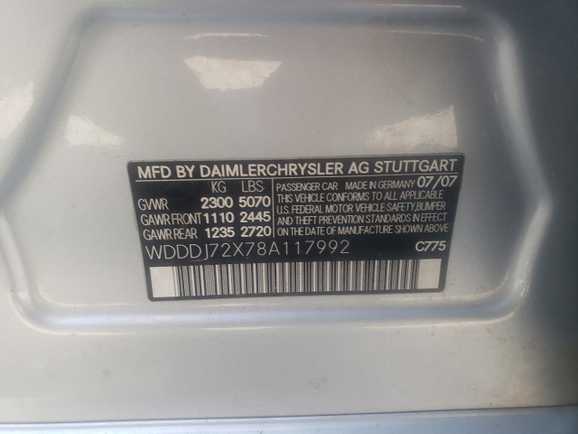 MFD BY DAIMLERCHRYSLER AG STUTTGART
KG LBS
GVWR 2300 5070
GAWR FRONT 1110 2445
GAWR REAR 1235 2720
PASSENGER CAR MADE IN GERMANY 07/07
THIS VEHICLE CONFORMS TO ALL APPLICABLE
U.S. FEDERAL MOTOR VEHICLE SAFETY, BUMPER
AND THEFT PREVENTION STANDARDS IN EFFECT
ON THE DATE OF MANUFACTURE SHOWN ABOVE
WDDDJ72X78A117992
C775